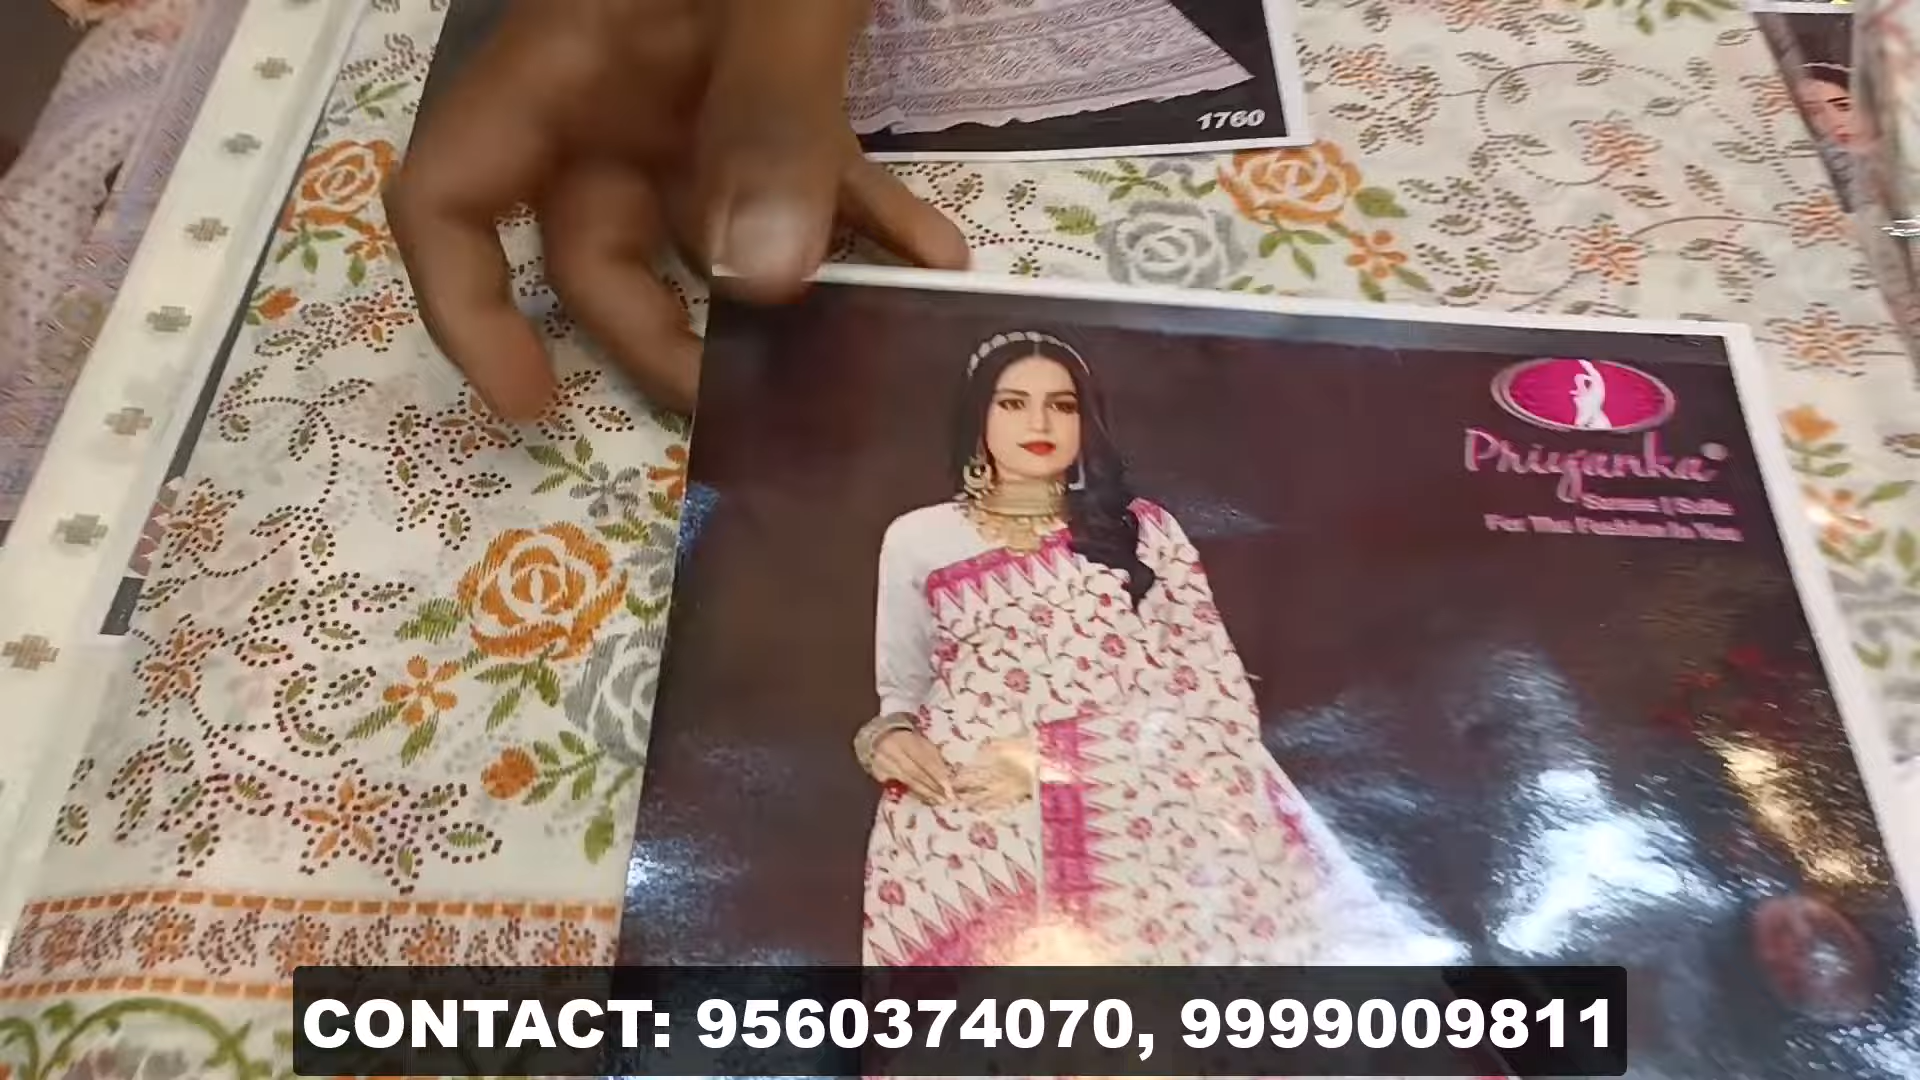 1760
Priyanka
For The Fashion In You
CONTACT: 9560374070, 9999009811